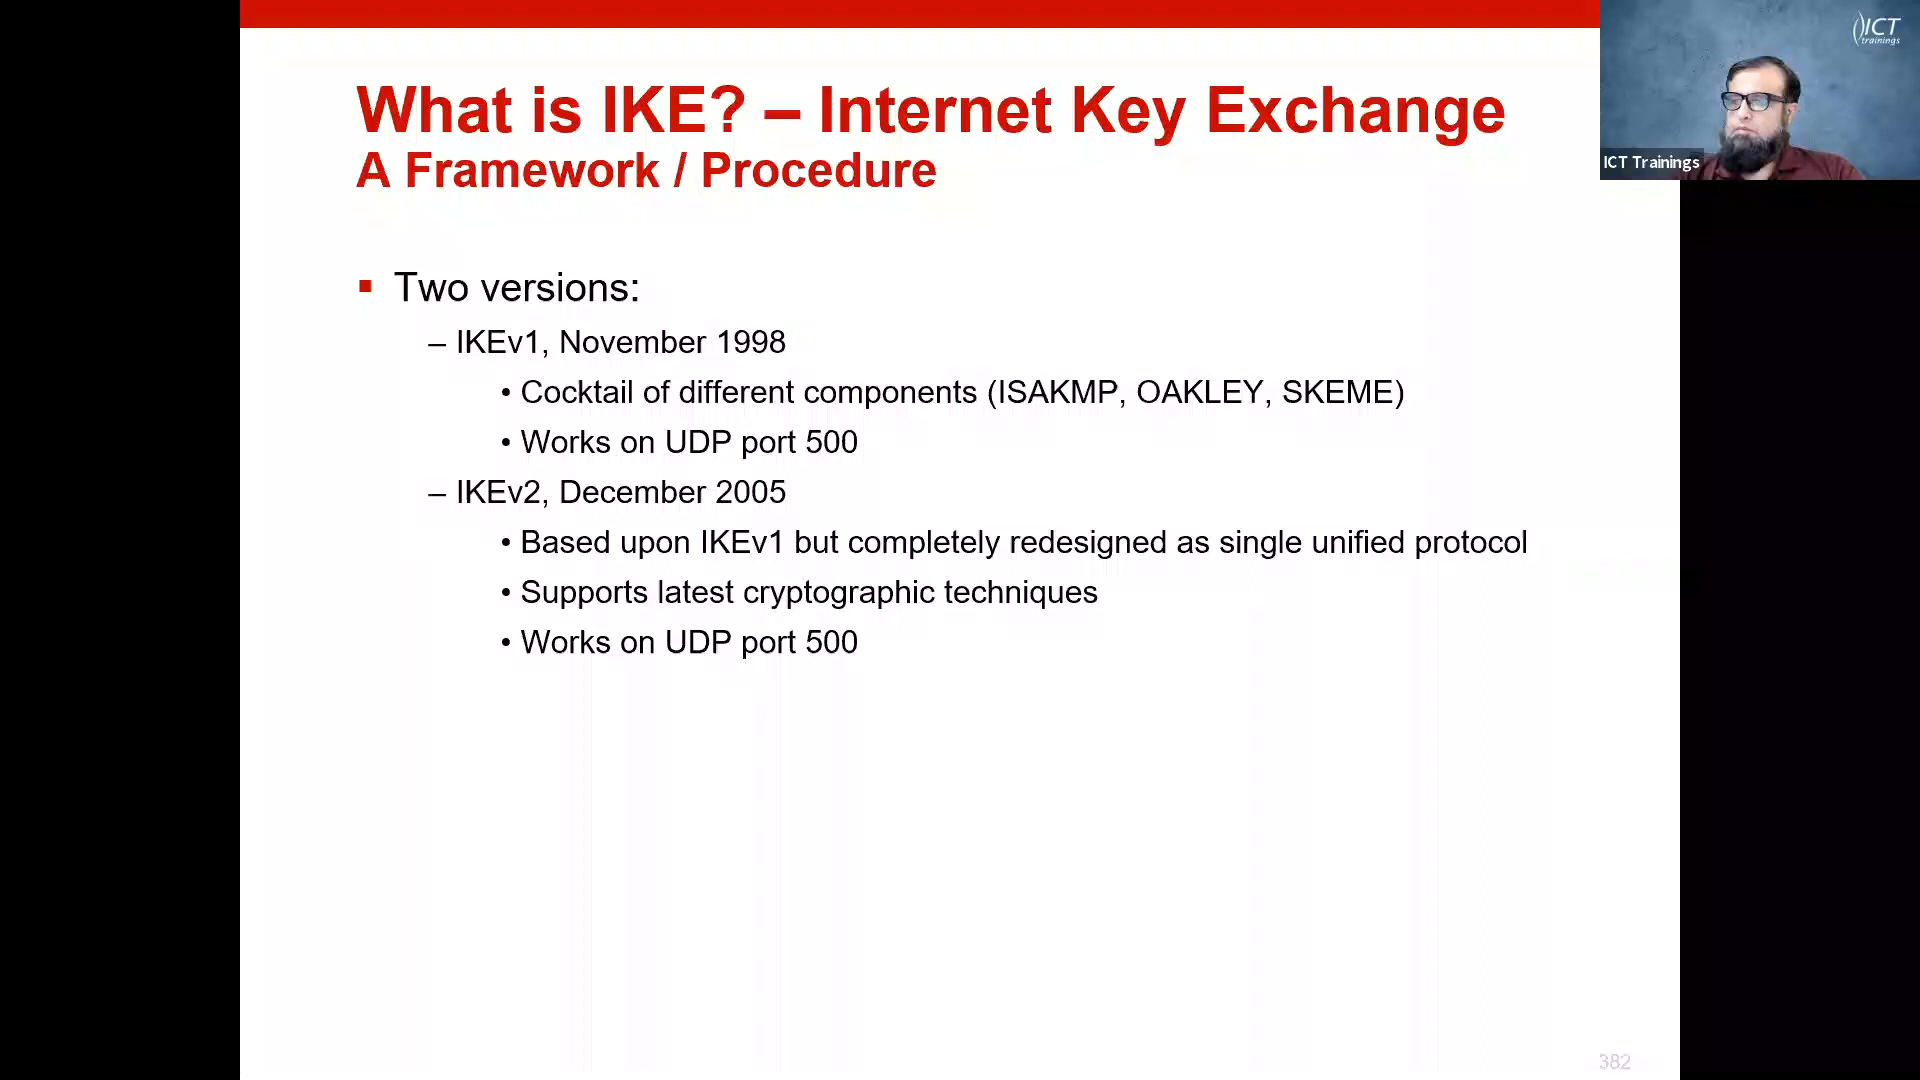 What is IKE? – Internet Key Exchange
A Framework / Procedure
▪ Two versions:
– IKEv1, November 1998
• Cocktail of different components (ISAKMP, OAKLEY, SKEME)
• Works on UDP port 500
– IKEv2, December 2005
• Based upon IKEv1 but completely redesigned as single unified protocol
• Supports latest cryptographic techniques
• Works on UDP port 500
382
ICT
trainings
ICT Trainings